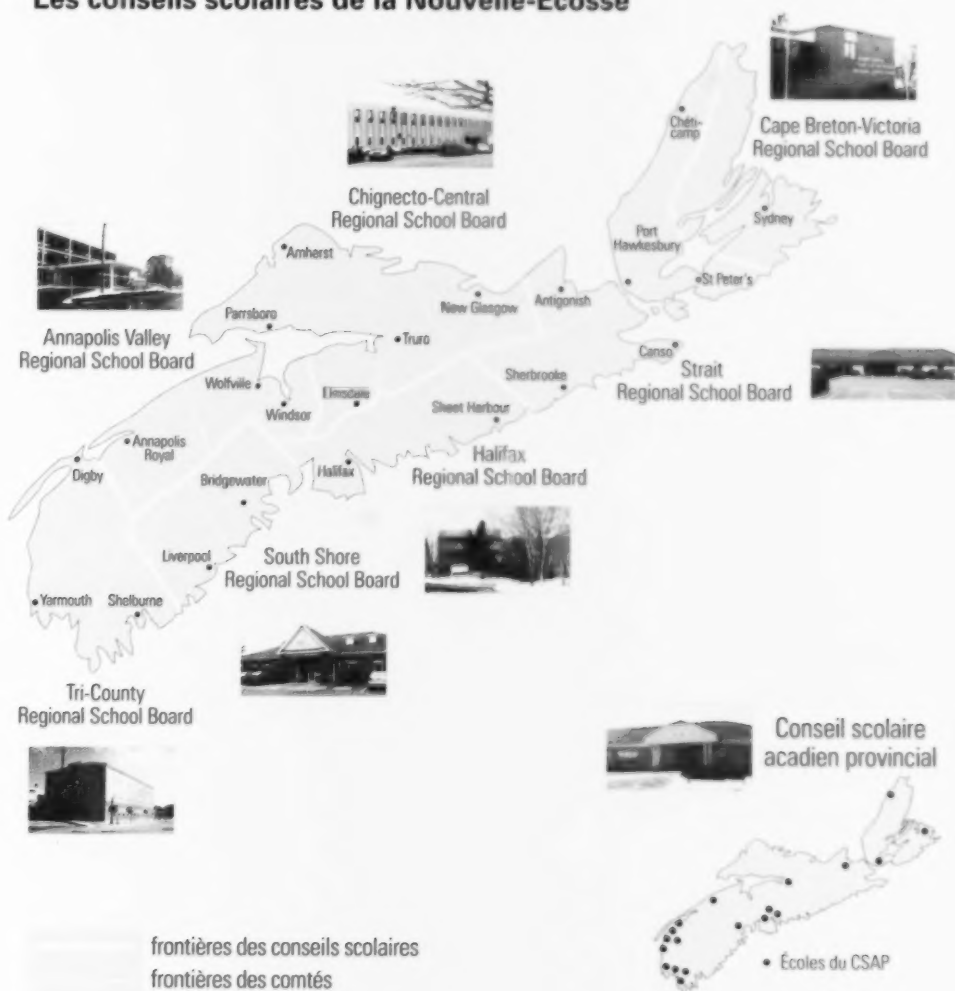 Les conseils scolaires de la Nouvelle-Écosse
Cape Breton-Victoria
Regional School Board
Chéti-
camp
Chignecto-Central
Regional School Board
Sydney
Port
Hawkesbury
Amherst
St Peter's
New Glasgow
Antigonish
Annapolis Valley
Regional School Board
Parrsboro
Truro
Canso
Strait
Regional School Board
Wolfville
Elmsdale
Sherbrooke
Windsor
Sheet Harbour
Annapolis
Royal
Digby
Halifax
Halifax
Regional School Board
Bridgewater
Liverpool
South Shore
Regional School Board
Yarmouth
Shelburne
Tri-County
Regional School Board
Conseil scolaire
acadien provincial
frontières des conseils scolaires
frontières des comtés
• Écoles du CSAP